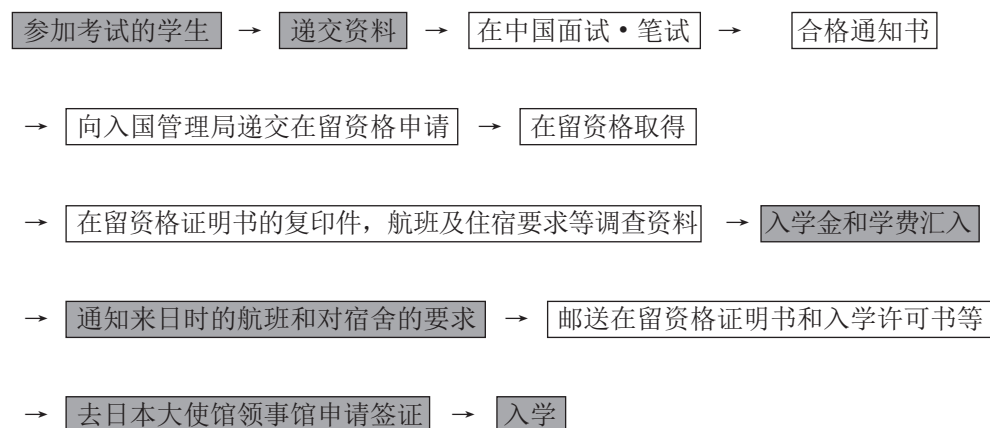 参加考试的学生 → 递交资料 → 在中国面试・笔试 → 合格通知书
→ 向入国管理局递交在留资格申请 → 在留资格取得
→ 在留资格证明书的复印件，航班及住宿要求等调查资料 → 入学金和学费汇入
→ 通知来日时的航班和对宿舍的要求 → 邮送在留资格证明书和入学许可书等
→ 去日本大使馆领事馆申请签证 → 入学